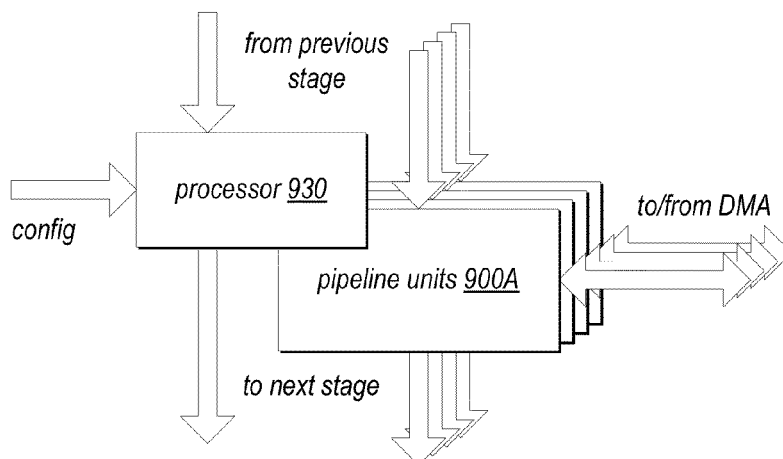 from previous
stage
processor 930
config
to/from DMA
pipeline units 900A
to next stage